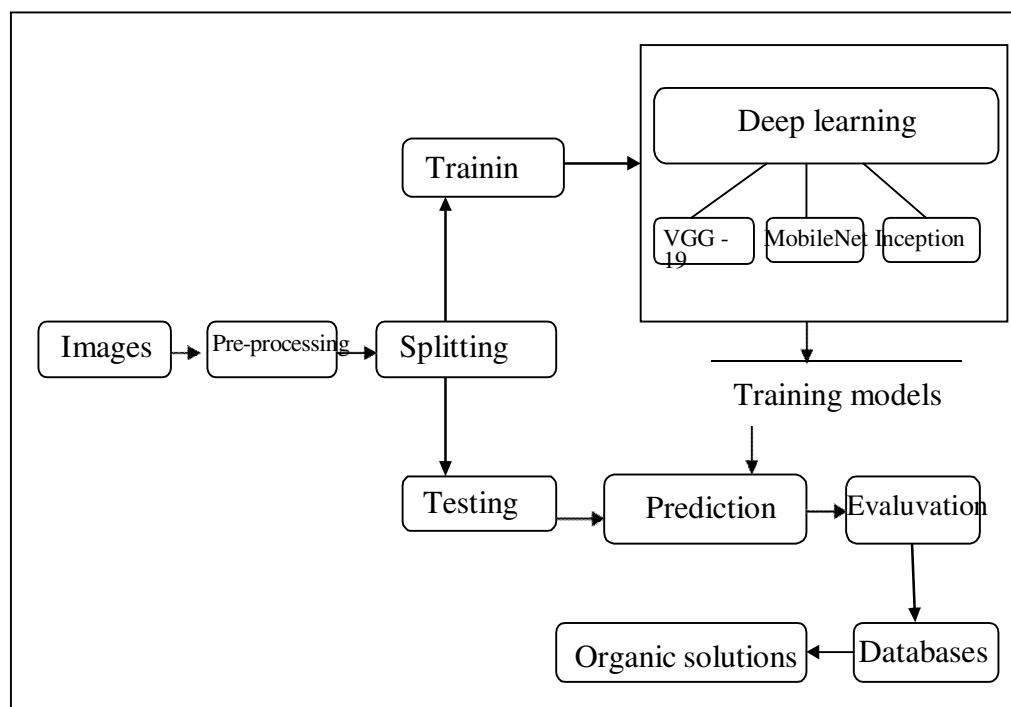 Deep learning
Trainin
VGG -
19
MobileNet
Inception
Images
Pre-processing
Splitting
Training models
Testing
Prediction
Evaluvation
Organic solutions
Databases